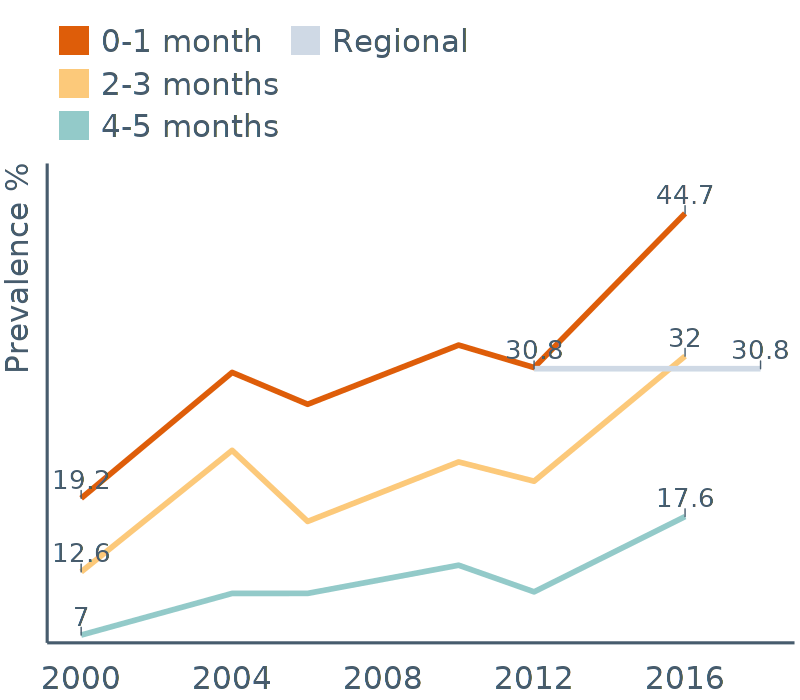 0-1 month
Regional
2-3 months
4-5 months
Prevalence %
44.7
30.8
32
30.8
19.2
17.6
12.6
7
2000 2004 2008 2012 2016